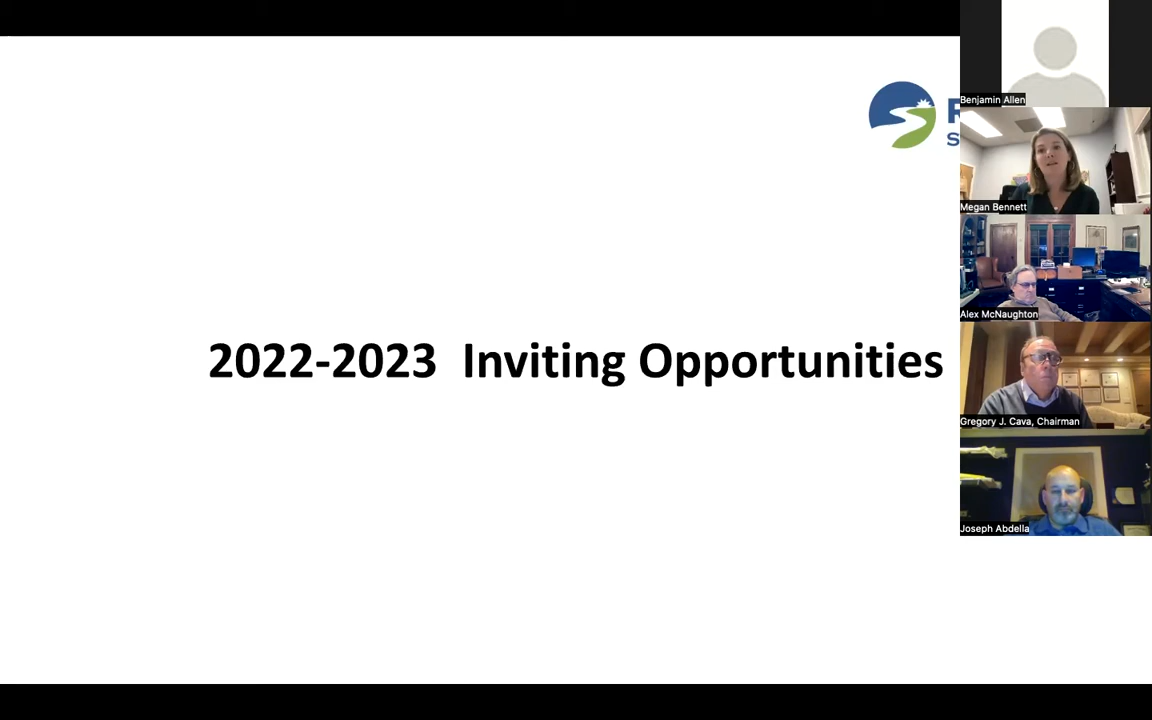 2022-2023 Inviting Opportunities
Benjamin Allen
Megan Bennett
Alex McNaughton
Gregory J. Cava, Chairman
Joseph Abdella